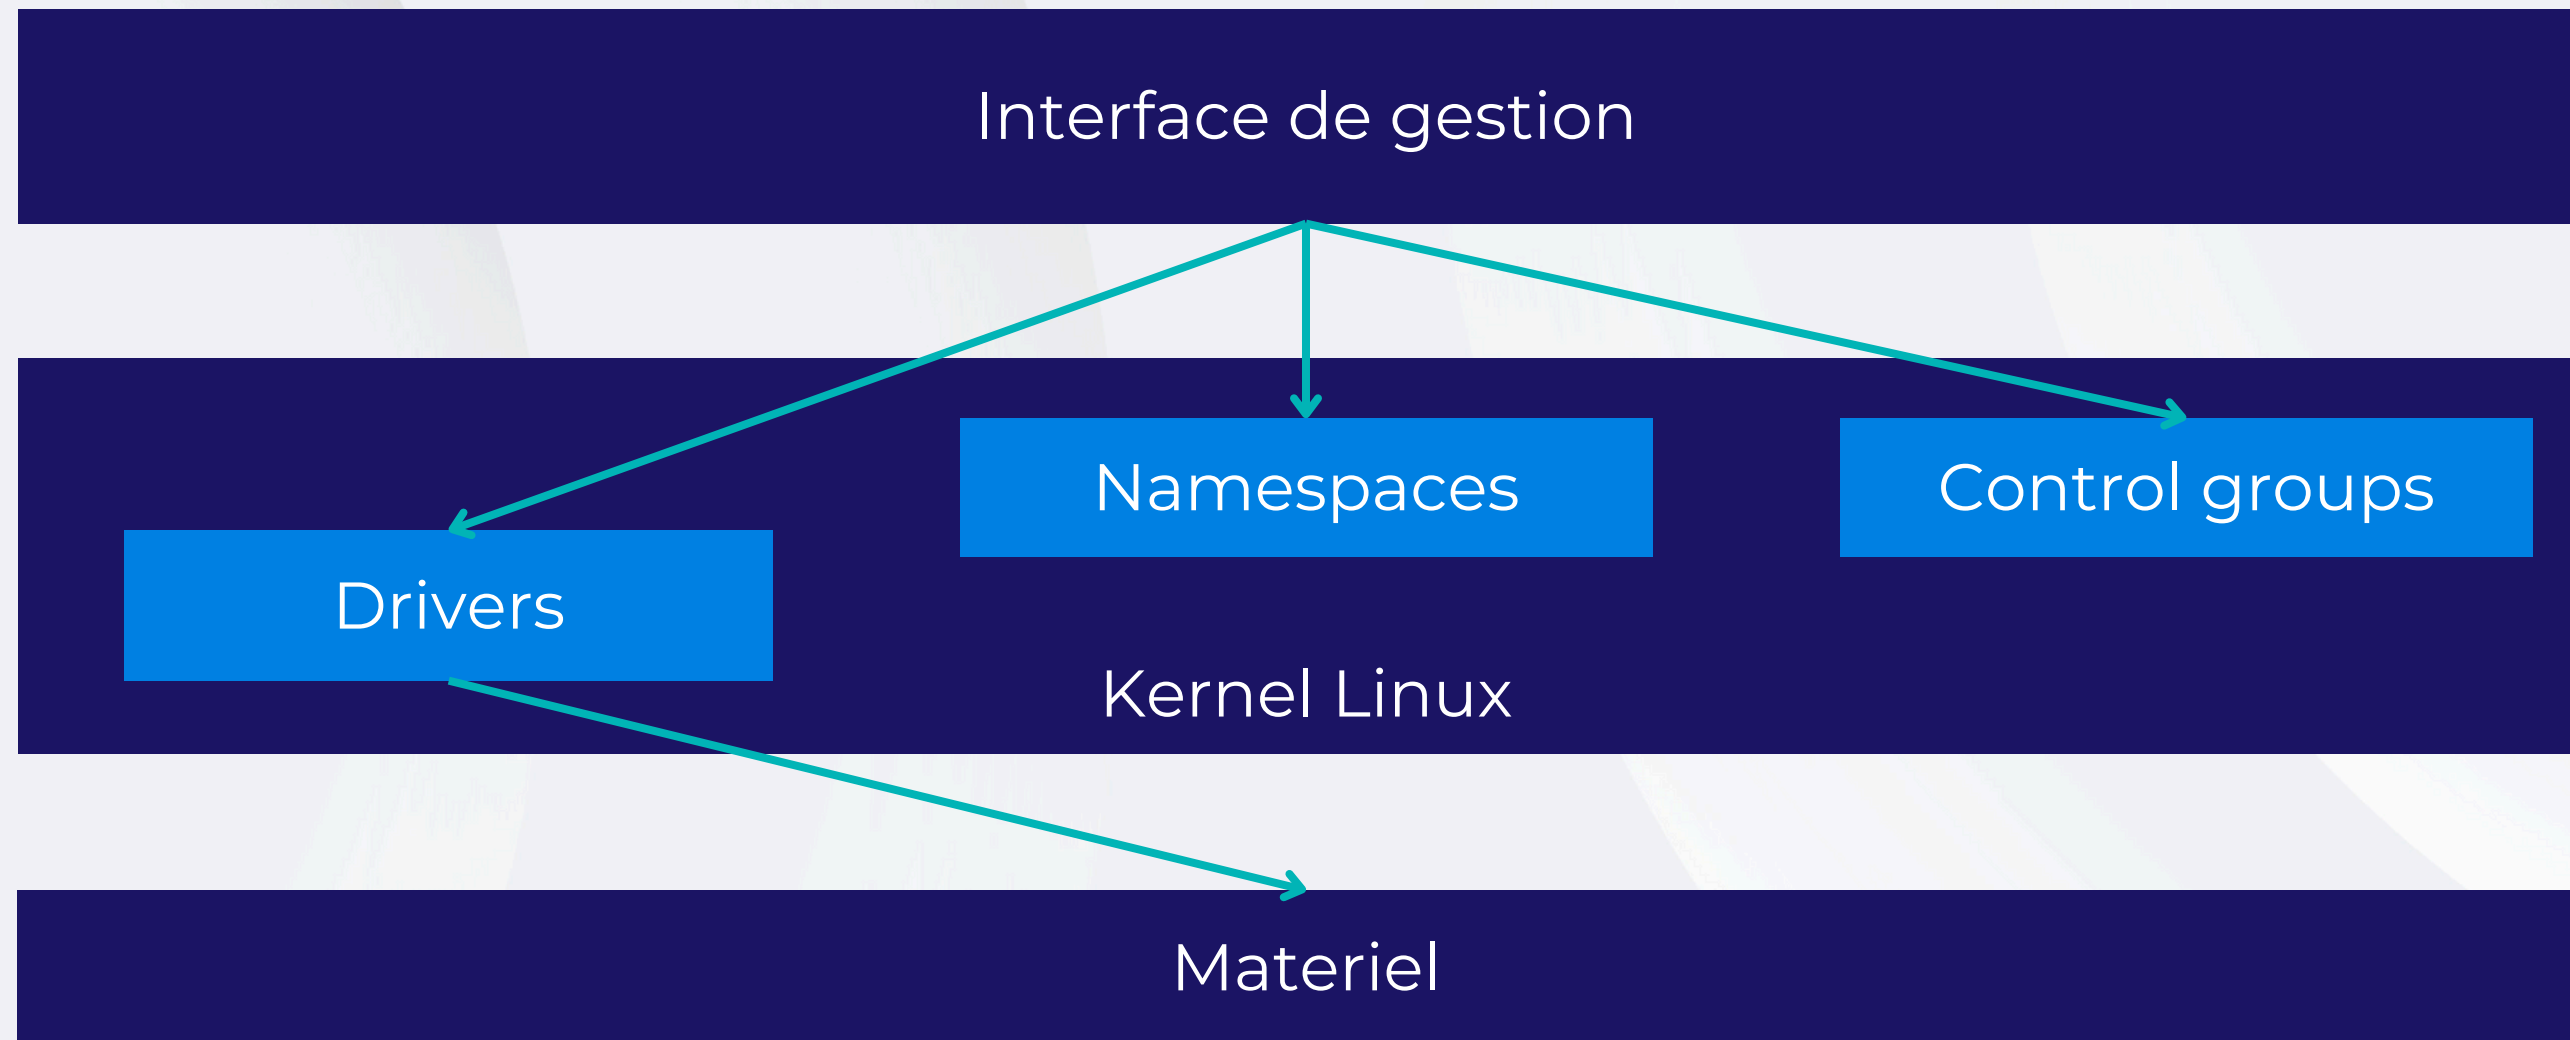 Interface de gestion
Namespaces
Control groups
Drivers
Kernel Linux
Materiel